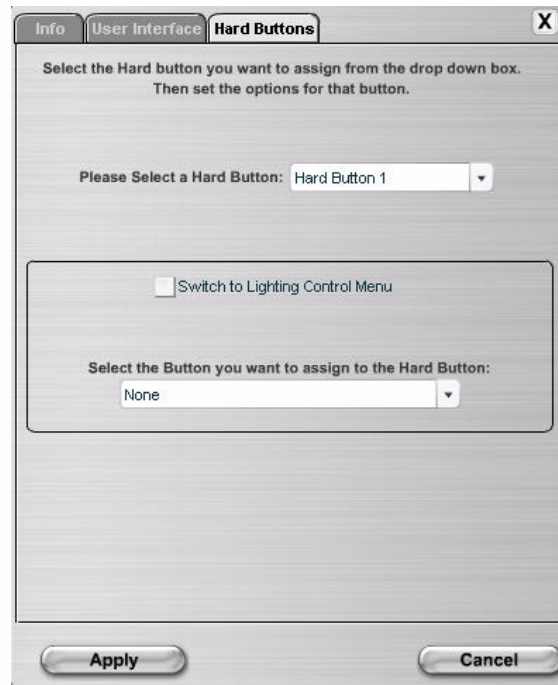 Info User Interface Hard Buttons X
Select the Hard button you want to assign from the drop down box.
Then set the options for that button.
Please Select a Hard Button: Hard Button 1
Switch to Lighting Control Menu
Select the Button you want to assign to the Hard Button:
None
Apply Cancel